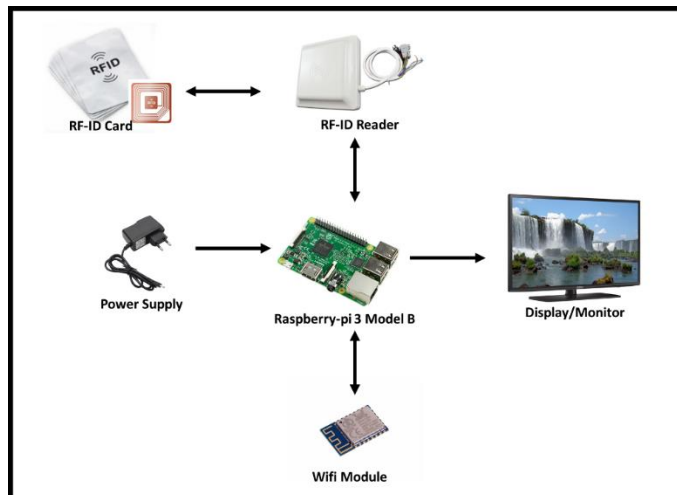 RFID
RF-ID Card
RF-ID Reader
Power Supply
Raspberry-pi 3 Model B
Display/Monitor
Wifi Module